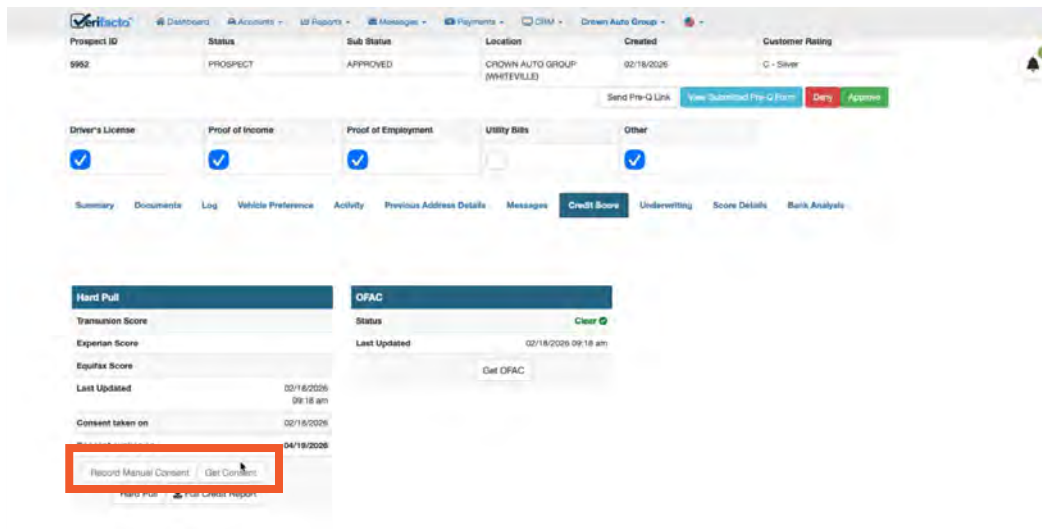 Verifacto Dashboard Accounts Reports Messages Payments CRM Crown Auto Group
Prospect ID Status Sub Status Location Created Customer Rating
5952 PROSPECT APPROVED CROWN AUTO GROUP (WHITEVILLE) 02/18/2026 C - Silver
Send Pre-Q Link View Submitted Pre-Q Form Deny Approve
Driver's License Proof of Income Proof of Employment Utility Bills Other
Summary Documents Log Vehicle Preference Activity Previous Address Details Messages Credit Score Underwriting Score Details Bank Analysis
Hard Pull OFAC
Transunion Score Status Clear
Experian Score Last Updated 02/18/2026 09:18 am
Equifax Score Get OFAC
Last Updated 02/18/2026
09:18 am
Consent taken on 02/18/2026
04/19/2026
Record Manual Consent Get Consent
Hard Pull Full Credit Report